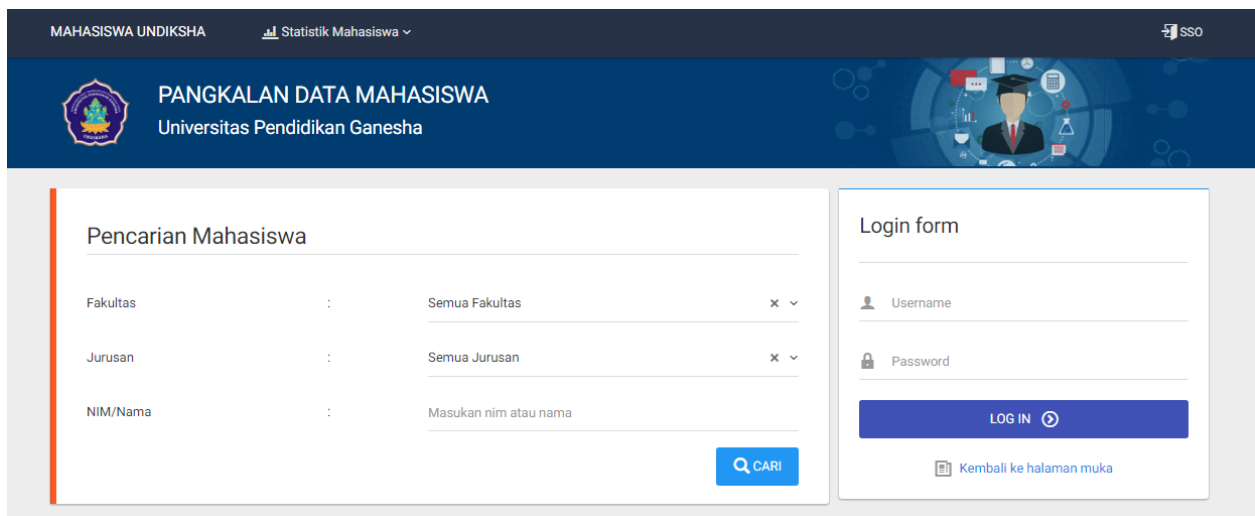 MAHASISWA UNDIKSHA
Statistik Mahasiswa
SSO
PANGKALAN DATA MAHASISWA
Universitas Pendidikan Ganesha
Pencarian Mahasiswa
Fakultas : Semua Fakultas
Jurusan : Semua Jurusan
NIM/Nama : Masukan nim atau nama
CARI
Login form
Username
Password
LOG IN
Kembali ke halaman muka